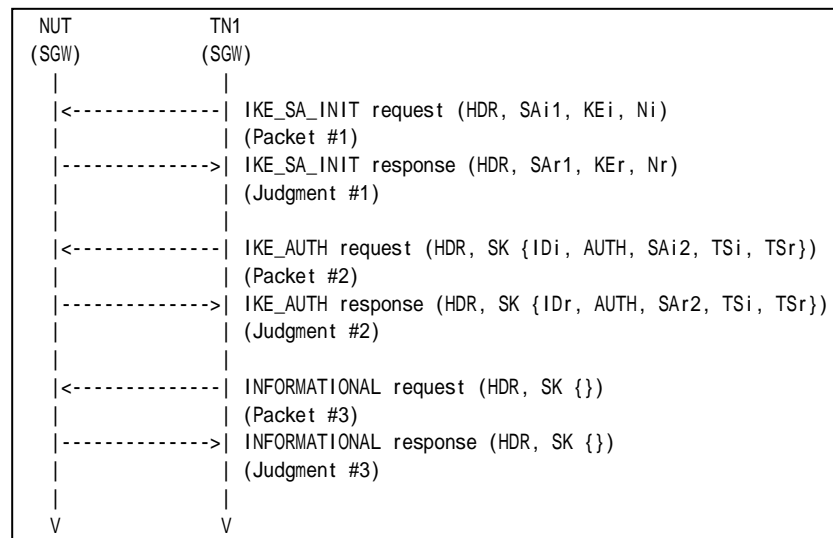 NUT TN1
(SGW) (SGW)
| |
|<--------------| IKE_SA_INIT request (HDR, SAi1, KEi, Ni)
| | (Packet #1)
|-------------->| IKE_SA_INIT response (HDR, SAr1, KEr, Nr)
| | (Judgment #1)
| |
|<--------------| IKE_AUTH request (HDR, SK {IDi, AUTH, SAi2, TSi, TSr})
| | (Packet #2)
|-------------->| IKE_AUTH response (HDR, SK {IDr, AUTH, SAr2, TSi, TSr})
| | (Judgment #2)
| |
|<--------------| INFORMATIONAL request (HDR, SK {})
| | (Packet #3)
|-------------->| INFORMATIONAL response (HDR, SK {})
| | (Judgment #3)
| |
V V